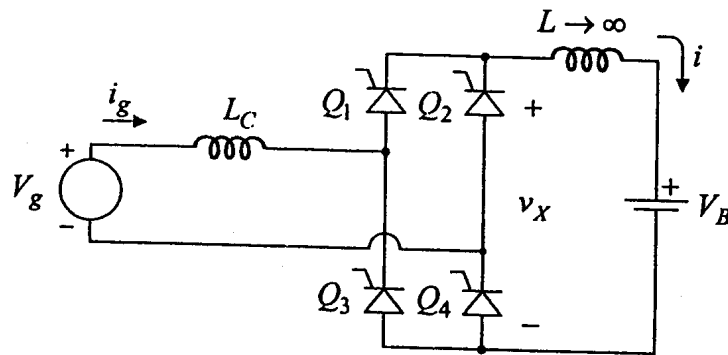 L → ∞
i
i_g
L_C
Q_1
Q_2
+
+
V_g
-
v_X
+
V_B
Q_3
Q_4
-